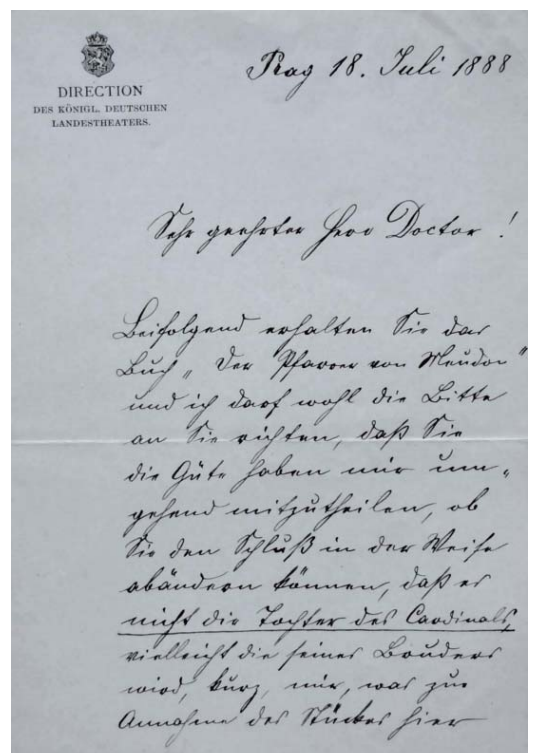 DIRECTION
DES KÖNIGL. DEUTSCHEN
LANDESTHEATERS.
Prag 18. Juli 1888
Sehr geehrter Herr Doctor!
Beifolgend erhalten Sie das
Buch „Der Pfarrer von Meudon"
und ich darf wohl die Bitte
an Sie richten, daß Sie
die Güte haben mir um-
gehend mitzutheilen, ob
Sie den Schluß in der Weise
abändern können, daß es
nicht die Tochter des Cardinals,
vielleicht die seines Bruders
wird, kurz, mir, was zur
Annahme des Stückes hier